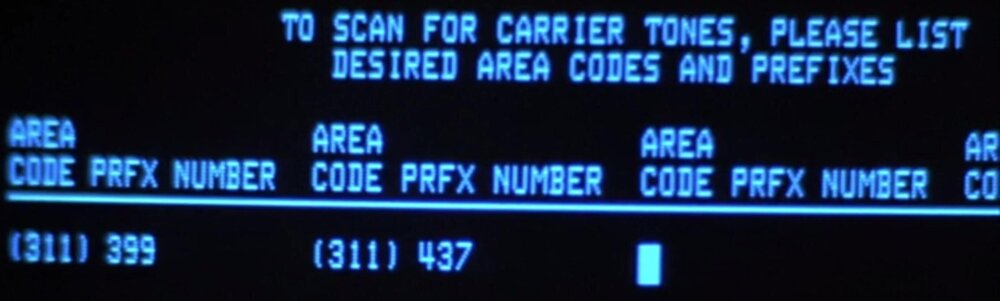 TO SCAN FOR CARRIER TONES, PLEASE LIST
DESIRED AREA CODES AND PREFIXES
AREA AREA AREA AR
CODE PRFX NUMBER CODE PRFX NUMBER CODE PRFX NUMBER CO
(311) 399 (311) 437